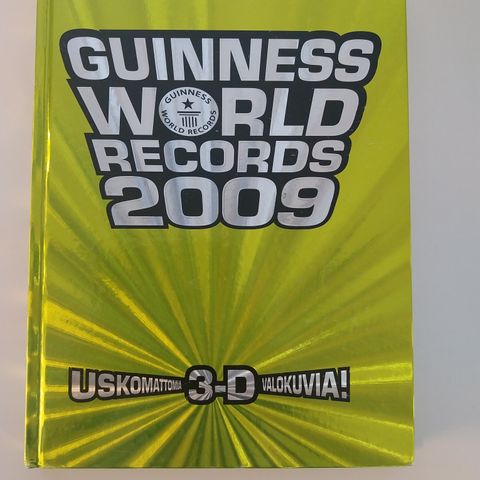 GUINNESS
WORLD
RECORDS
2009
GUINNESS
WORLD RECORDS
USKOMATTOMIA 3-D VALOKUVIA!